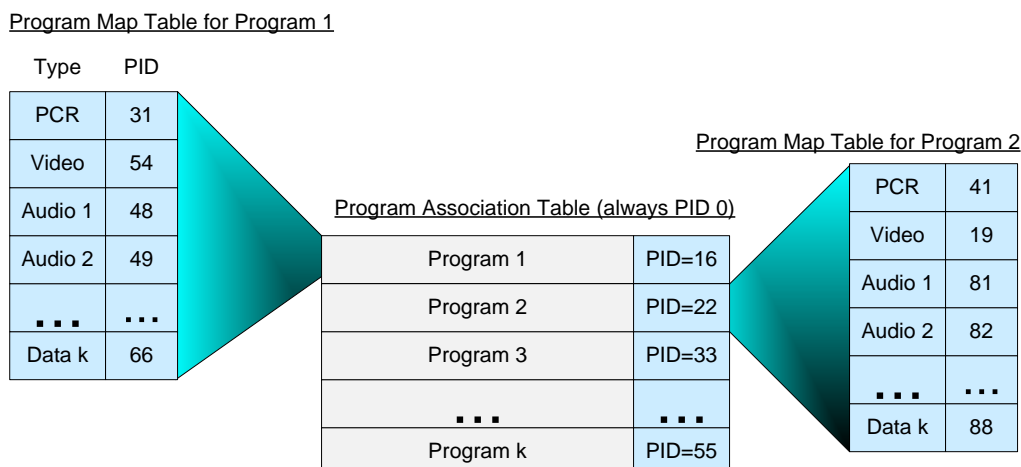 Program Map Table for Program 1
Type PID
PCR 31
Video 54
Audio 1 48
Audio 2 49
... ...
Data k 66
Program Association Table (always PID 0)
Program 1 PID=16
Program 2 PID=22
Program 3 PID=33
... ...
Program k PID=55
Program Map Table for Program 2
PCR 41
Video 19
Audio 1 81
Audio 2 82
... ...
Data k 88